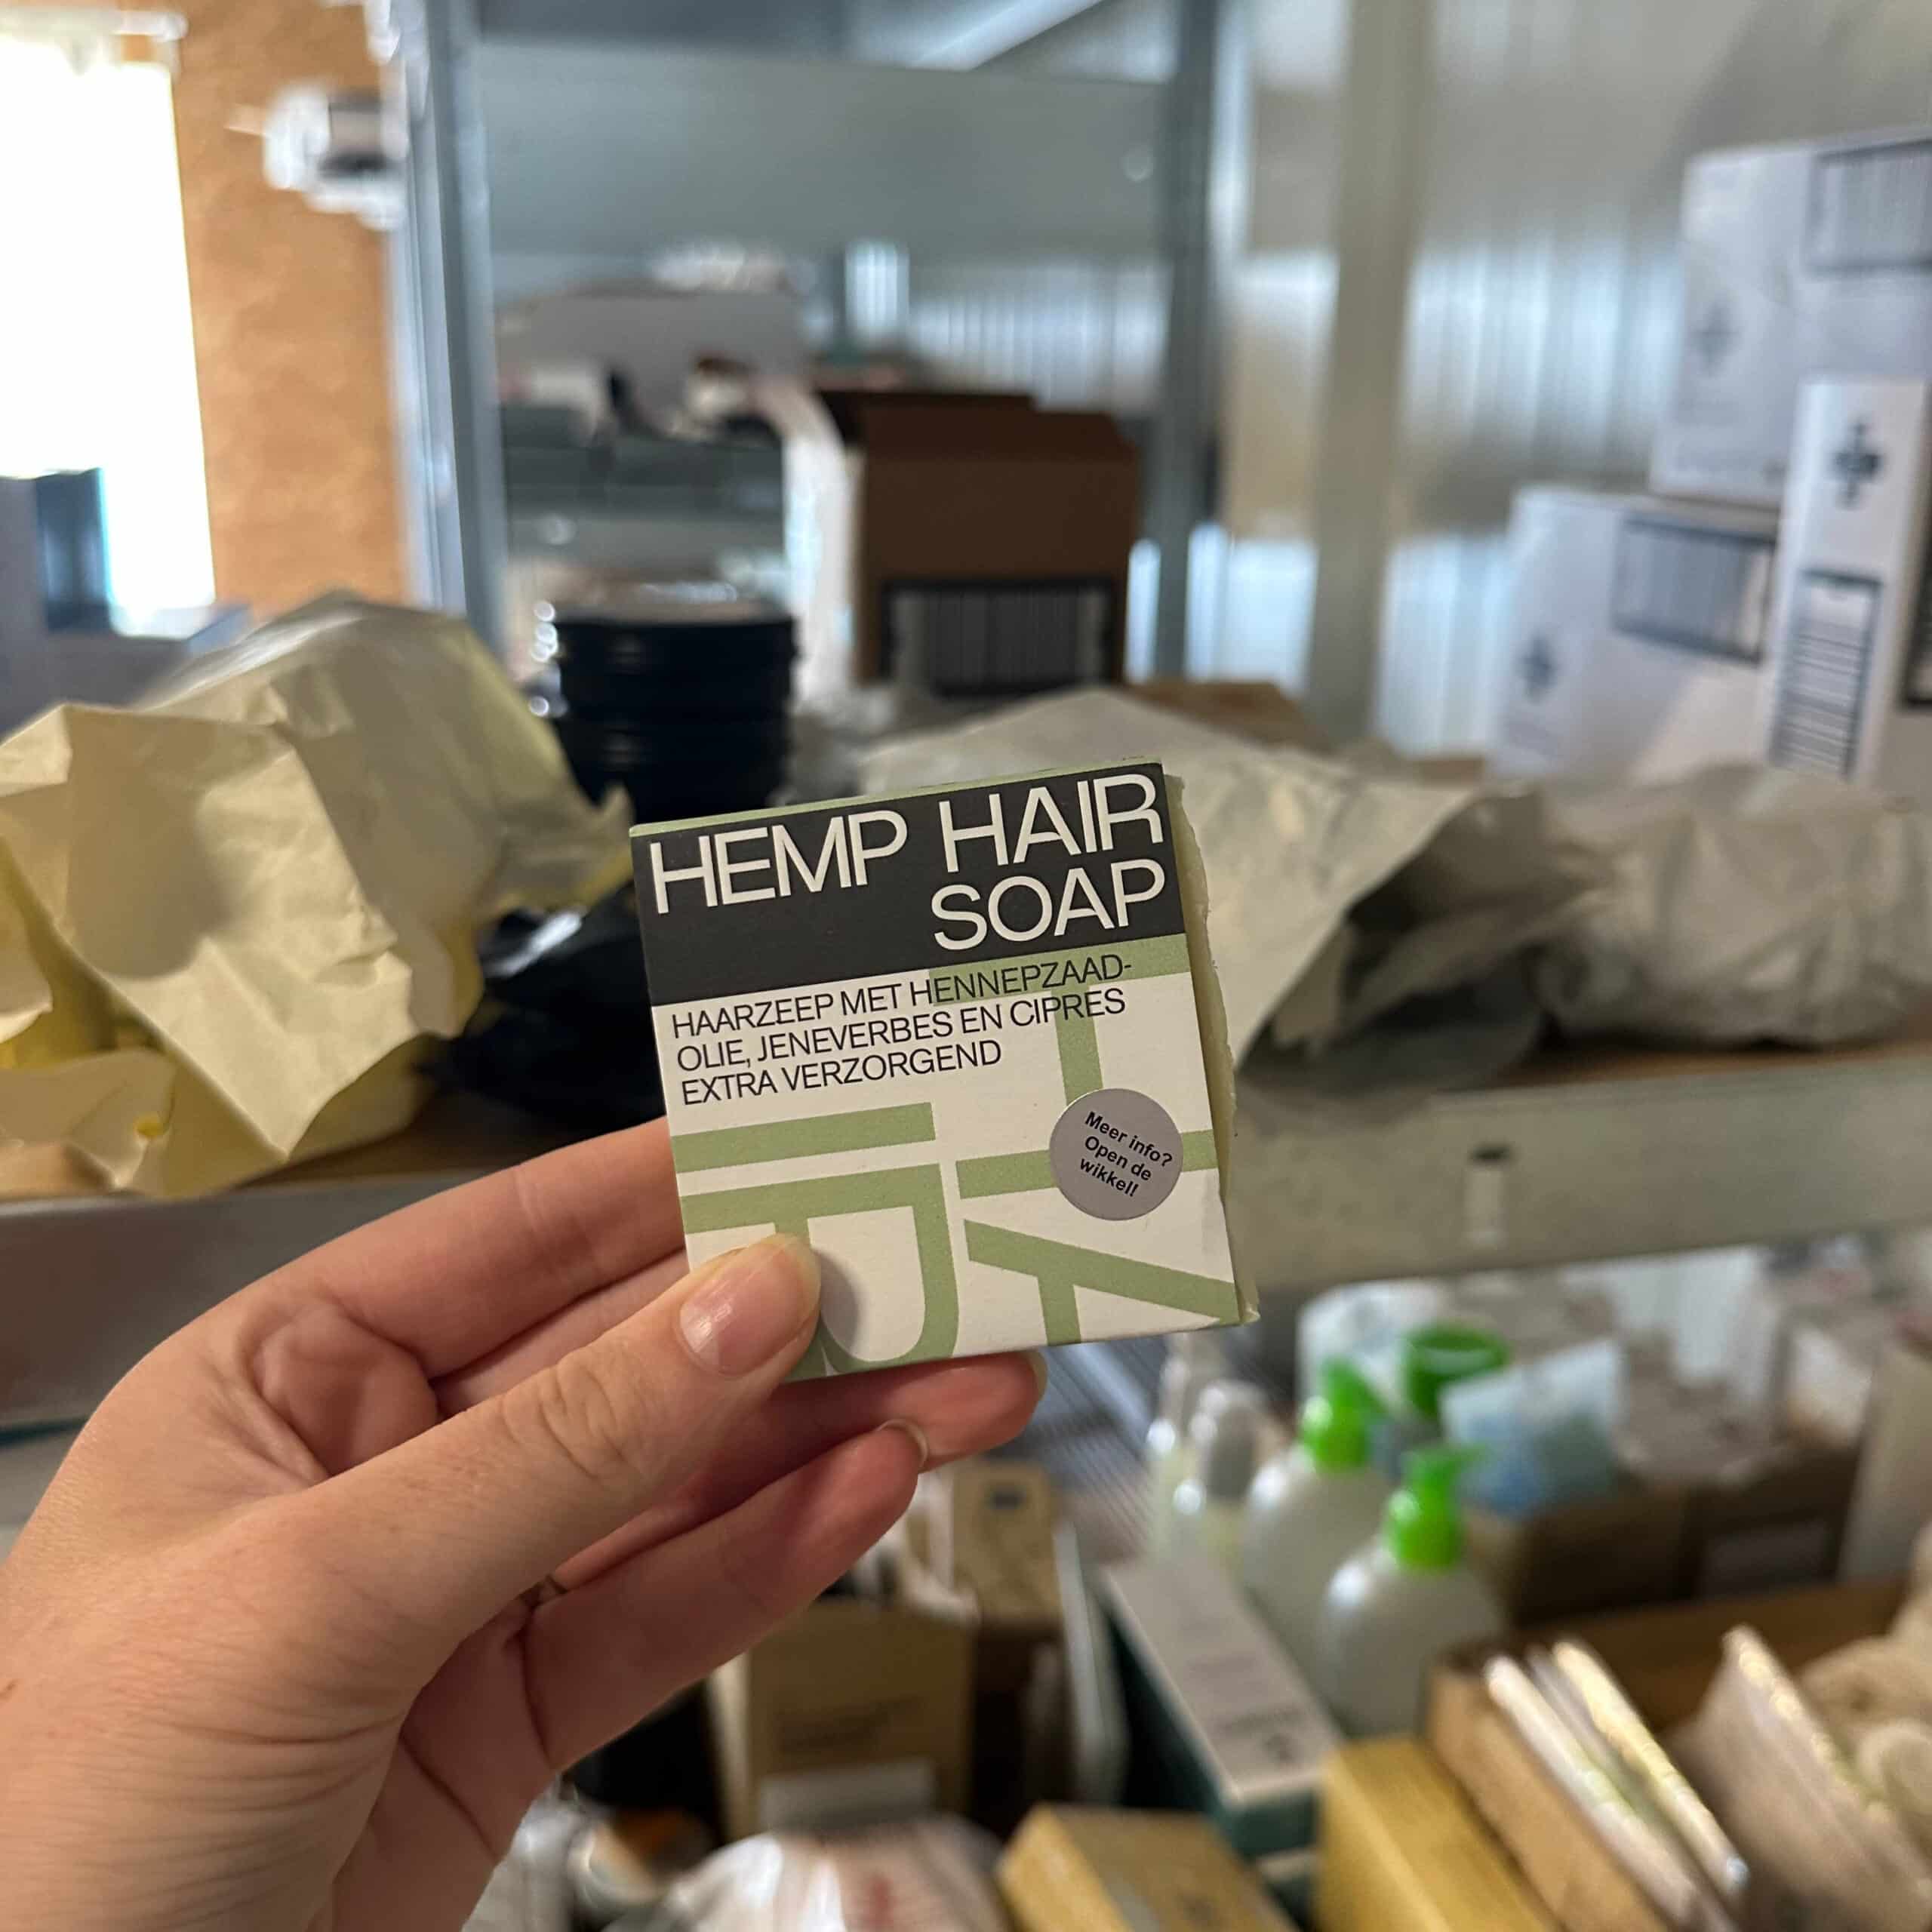 HEMP HAIR
SOAP
HAARZEEP MET HENNEPZAAD-
OLIE, JENEVERBES EN CIPRES
EXTRA VERZORGEND
Meer info?
Open de
wikkel!